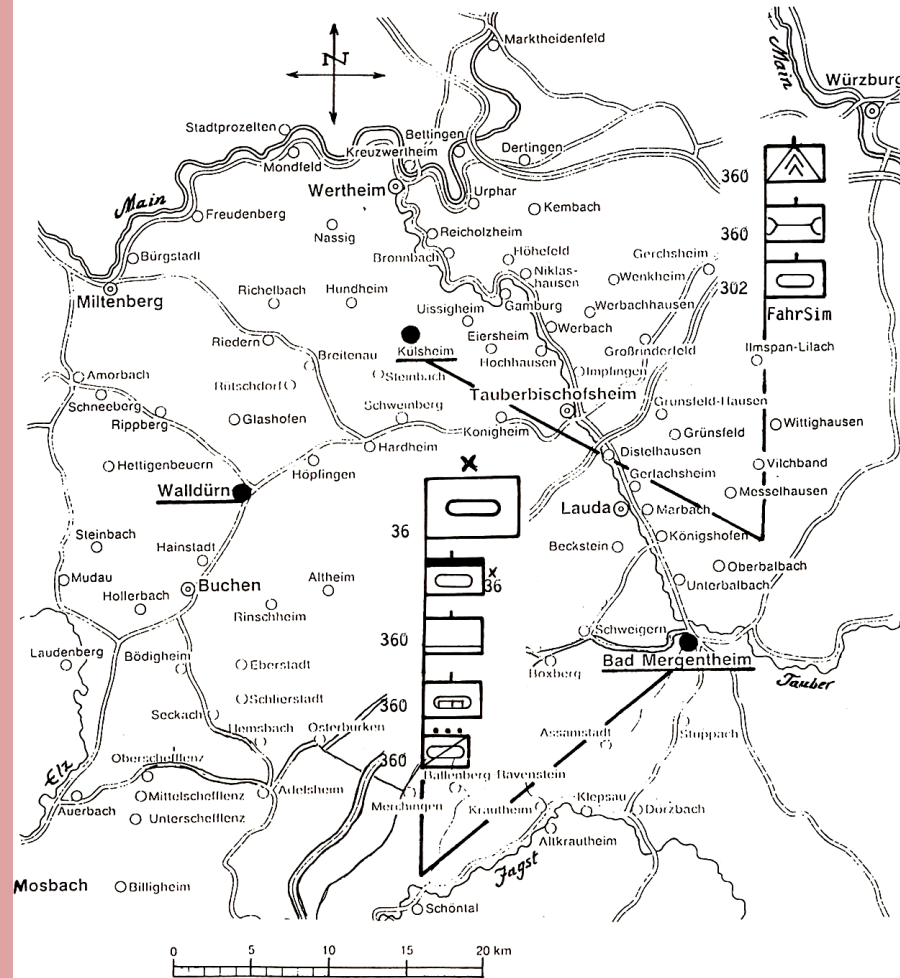 N
Marktheidenfeld
Main
Würzburg
Stadtprozelten
Bettingen
Mondfeld
Kreuzwertheim
Dertingen
Wertheim
360
Urphar
Main
Freudenberg
Kembach
Nassig
Reicholzheim
360
Bürgstadt
Bronnbach
Höhefeld
Gerchsheim
Niklas-
hausen
Wenkheim
Miltenberg
Richelbach
Hundheim
Gamburg
302
Uissigheim
Werbachhausen
FahrSim
Werbach
Eiersheim
Riedern
Külsheim
Hochhausen
Großrinderfeld
Ilmspan-Lilach
Breitenau
Impfingen
Amorbach
Rütschdorf
Steinbach
Schneeberg
Tauberbischofsheim
Rippberg
Glashofen
Schweinberg
Grünsfeld-Hausen
Königheim
Wittighausen
Hardheim
Grünsfeld
Distelhausen
Hettigenbeuern
Höpfingen
X
Vilchband
Gerlachsheim
Walldürn
Messelhausen
Lauda
Marbach
36
Steinbach
Königshofen
Beckstein
Hainstadt
Oberbalbach
Mudau
Buchen
Altheim
X
36
Unterbalbach
Hollerbach
Rinschheim
Schweigern
360
Laudenberg
Bödigheim
Eberstadt
Bad Mergentheim
Boxberg
Tauber
Schlierstadt
Seckach
360
Hemsbach
Osterburken
Assamstadt
Stuppach
Oberschefflenz
360
Elz
Ballenberg-Ravenstein
Auerbach
Mittelschefflenz
Adelsheim
Merchingen
Krautheim
Klepsau
Dörzbach
Unterschefflenz
Altkrautheim
Jagst
Mosbach
Billigheim
Schöntal
0 5 10 15 20 km